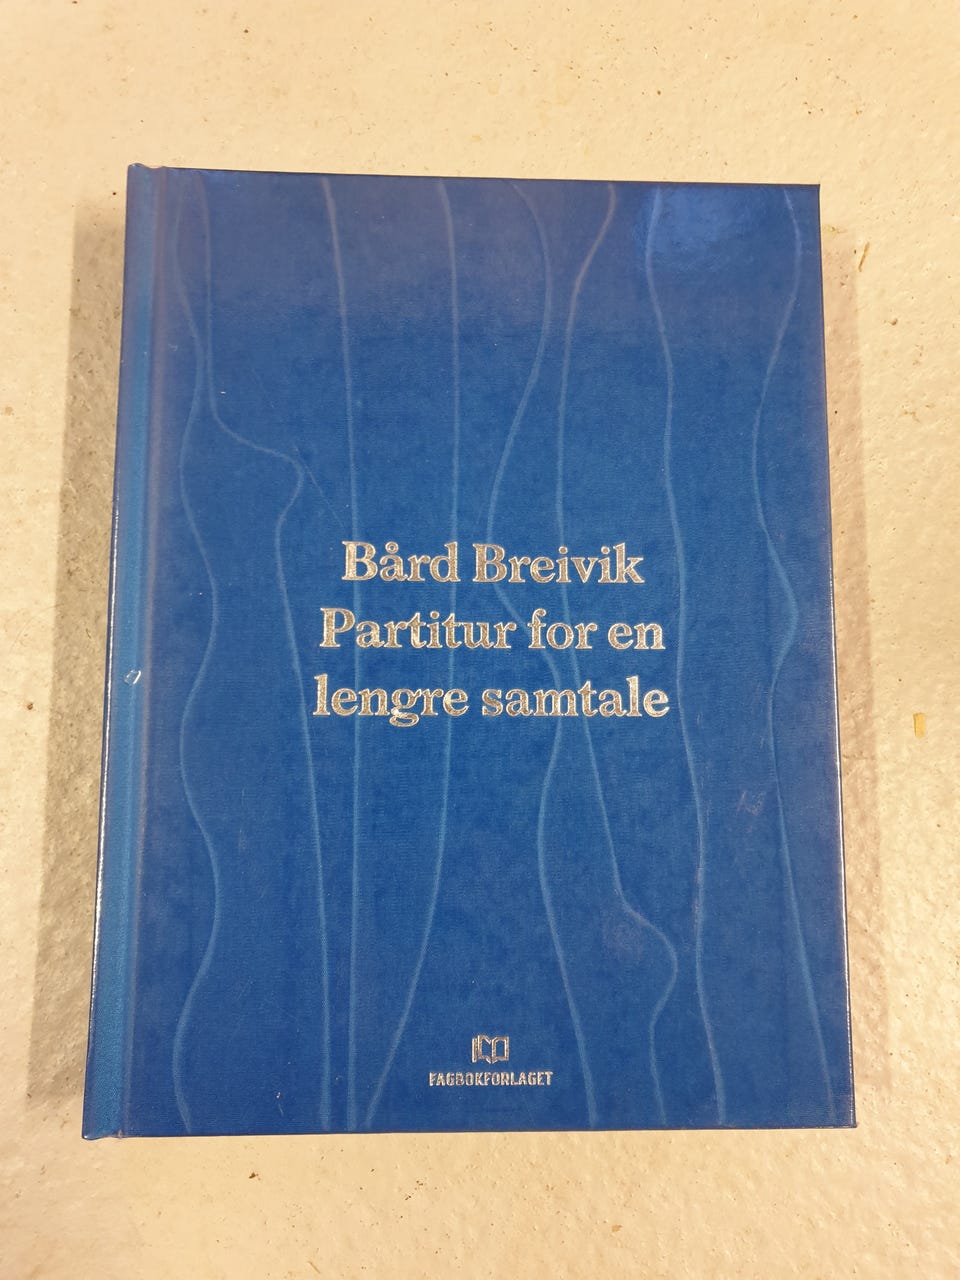 Bård Breivik
Partitur for en
lengre samtale
FAGBOKFORLAGET